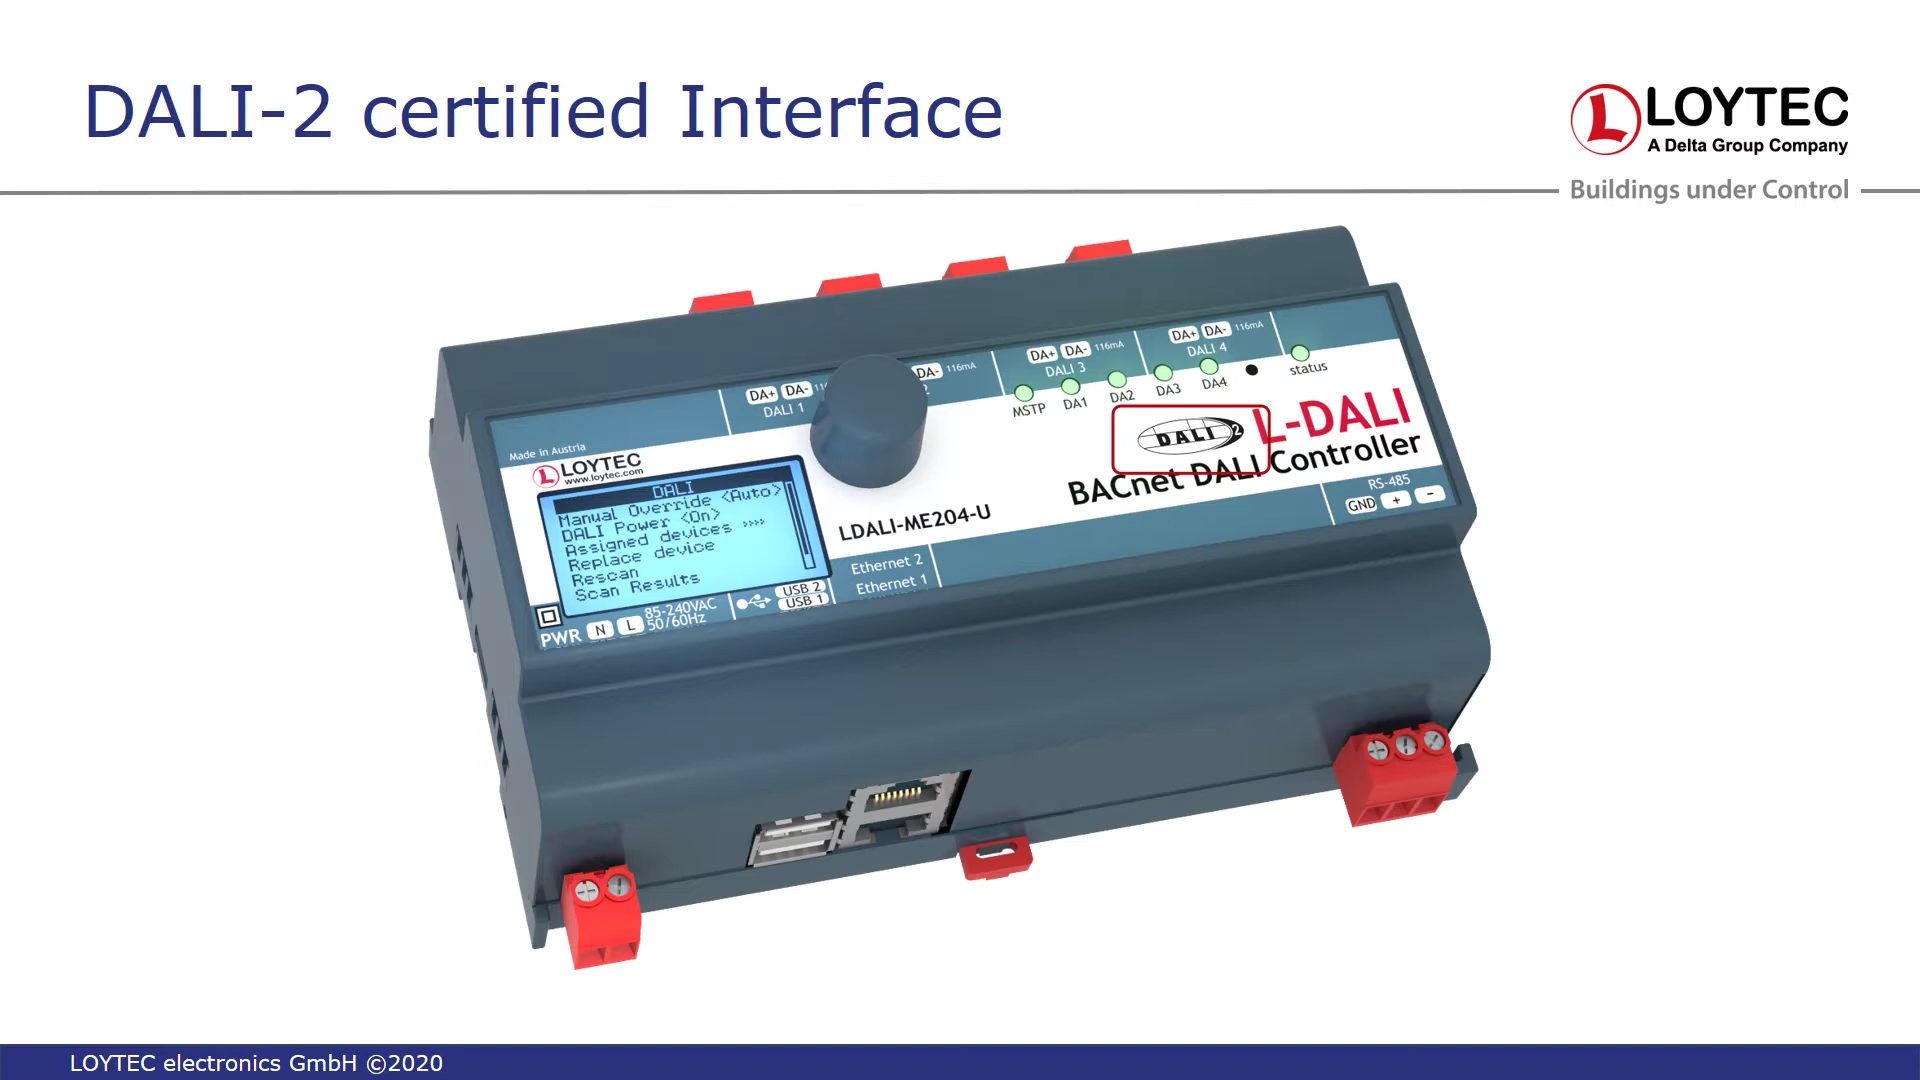 DALI-2 certified Interface
LOYTEC
A Delta Group Company
Buildings under Control
DA+ DA-
DALI 1
DA- 116mA
DA+ DA- 116mA
DALI 3
DA+ DA- 116mA
DALI 4
MSTP DA1 DA2 DA3 DA4 status
Made in Austria
LOYTEC
www.loytec.com
DALI 2
L-DALI
BACnet DALI Controller
DALI
Manual Override <Auto>
DALI Power <On>
Assigned devices »»
Replace device
Rescan
Scan Results
LDALI-ME204-U
RS-485
GND + -
Ethernet 2
Ethernet 1
USB 2
USB 1
PWR N L 85-240VAC
50/60Hz
LOYTEC electronics GmbH ©2020